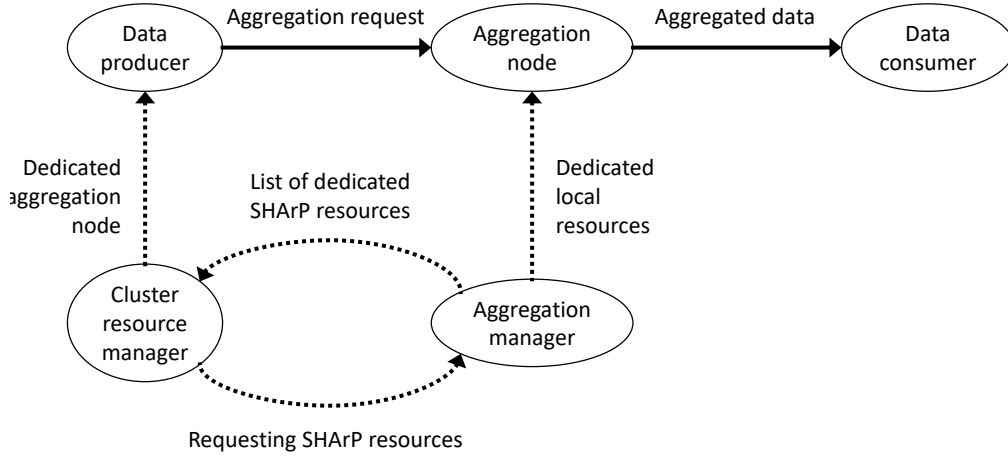 Aggregation request
Aggregated data
Data
producer
Aggregation
node
Data
consumer
Dedicated
aggregation
node
List of dedicated
SHArP resources
Dedicated
local
resources
Cluster
resource
manager
Aggregation
manager
Requesting SHArP resources